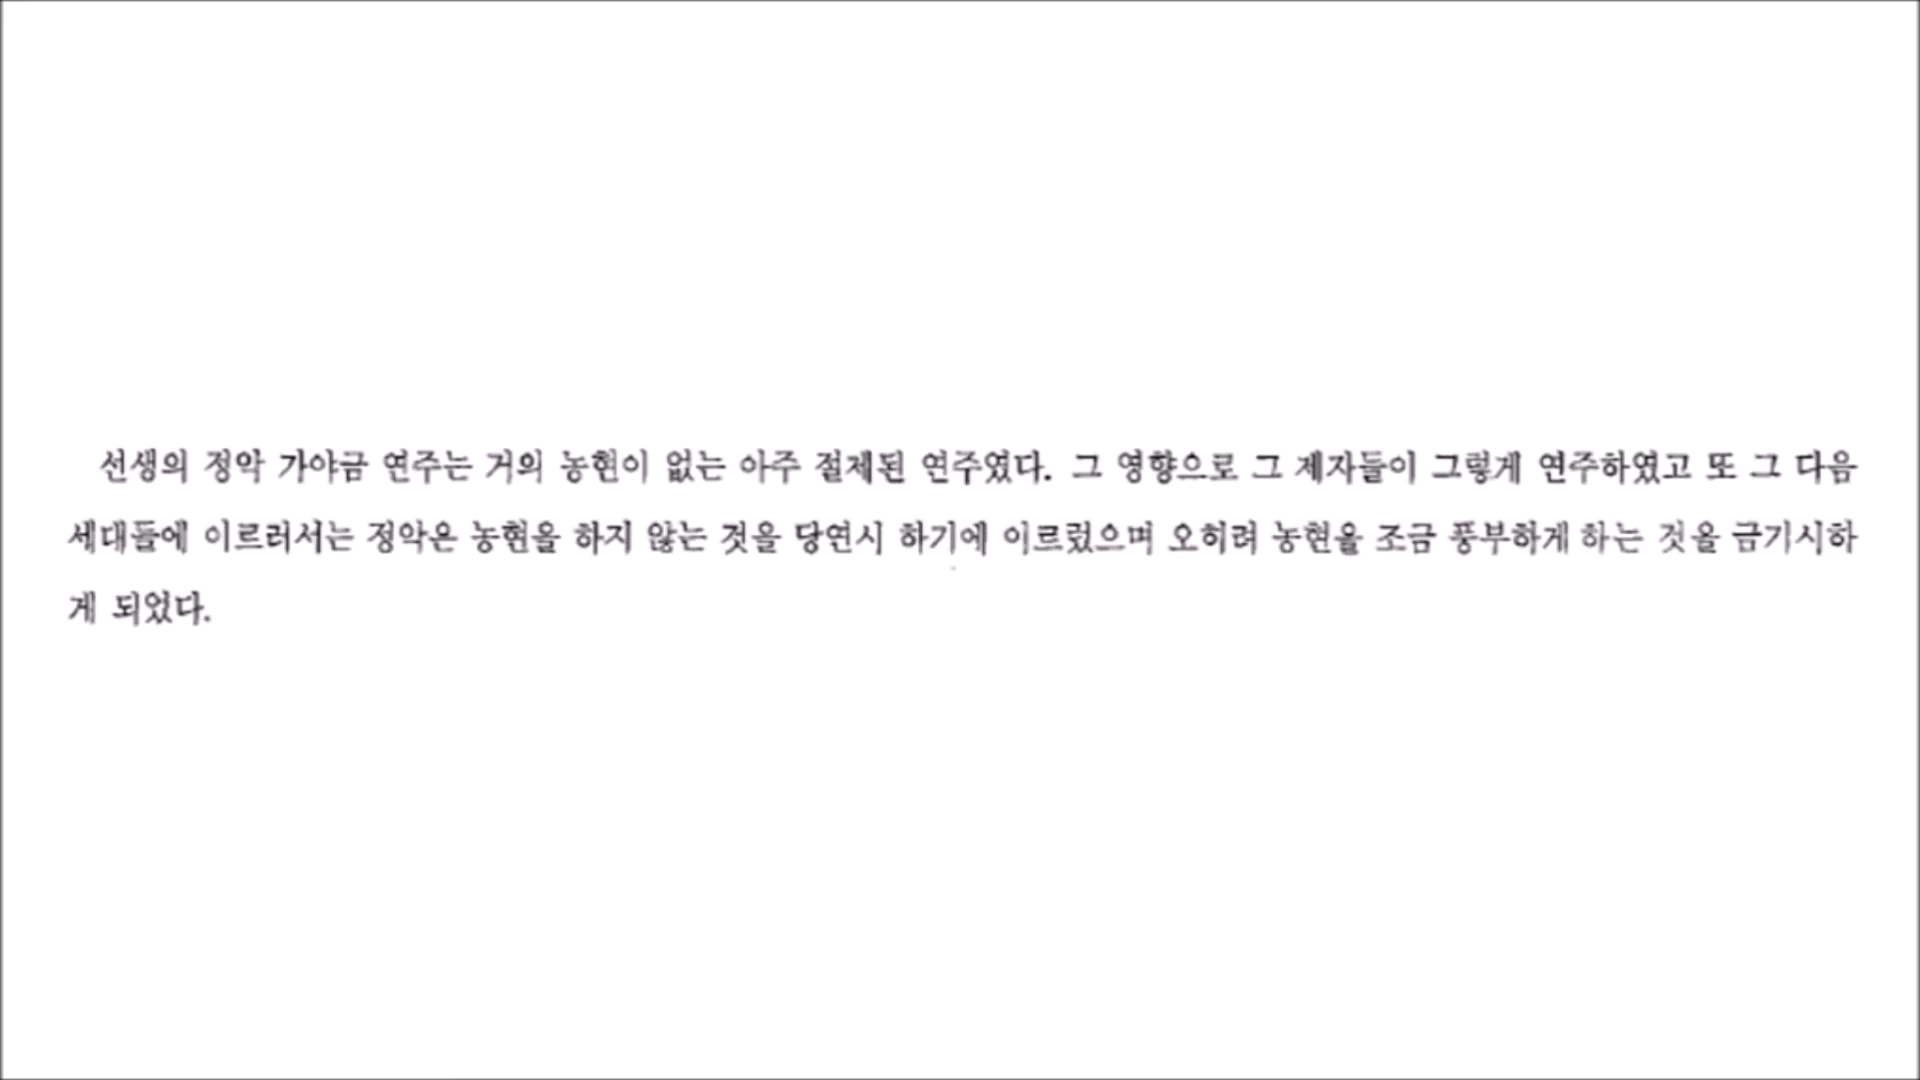 선생의 정악 가야금 연주는 거의 농현이 없는 아주 절제된 연주였다. 그 영향으로 그 제자들이 그렇게 연주하였고 또 그 다음
세대들에 이르러서는 정악은 농현을 하지 않는 것을 당연시 하기에 이르렀으며 오히려 농현을 조금 풍부하게 하는 것을 금기시하
게 되었다.